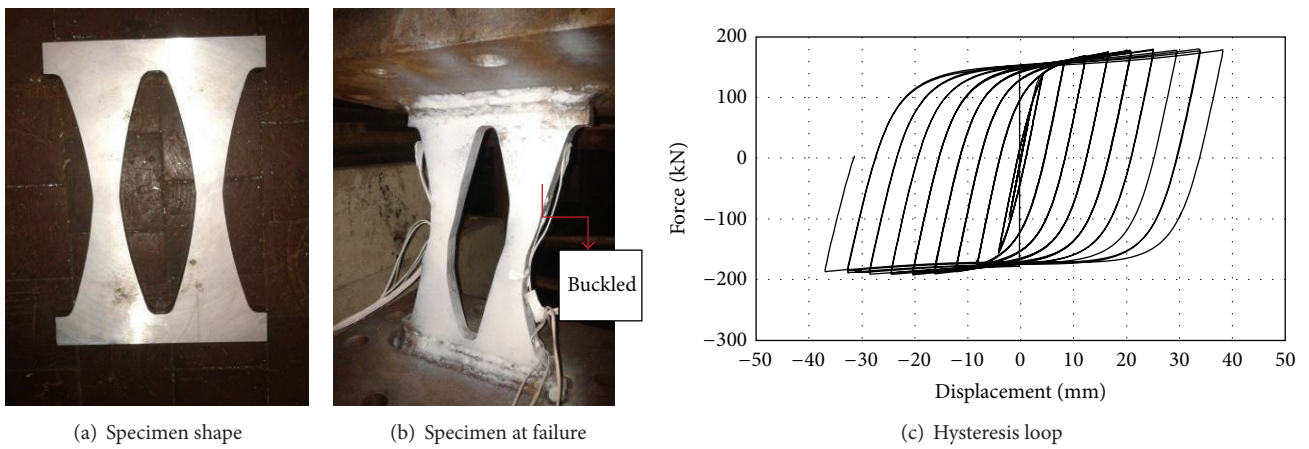 Buckled
200
100
0
−100
−200
−300
Force (kN)
−50 −40 −30 −20 −10 0 10 20 30 40 50
Displacement (mm)
(a) Specimen shape
(b) Specimen at failure
(c) Hysteresis loop